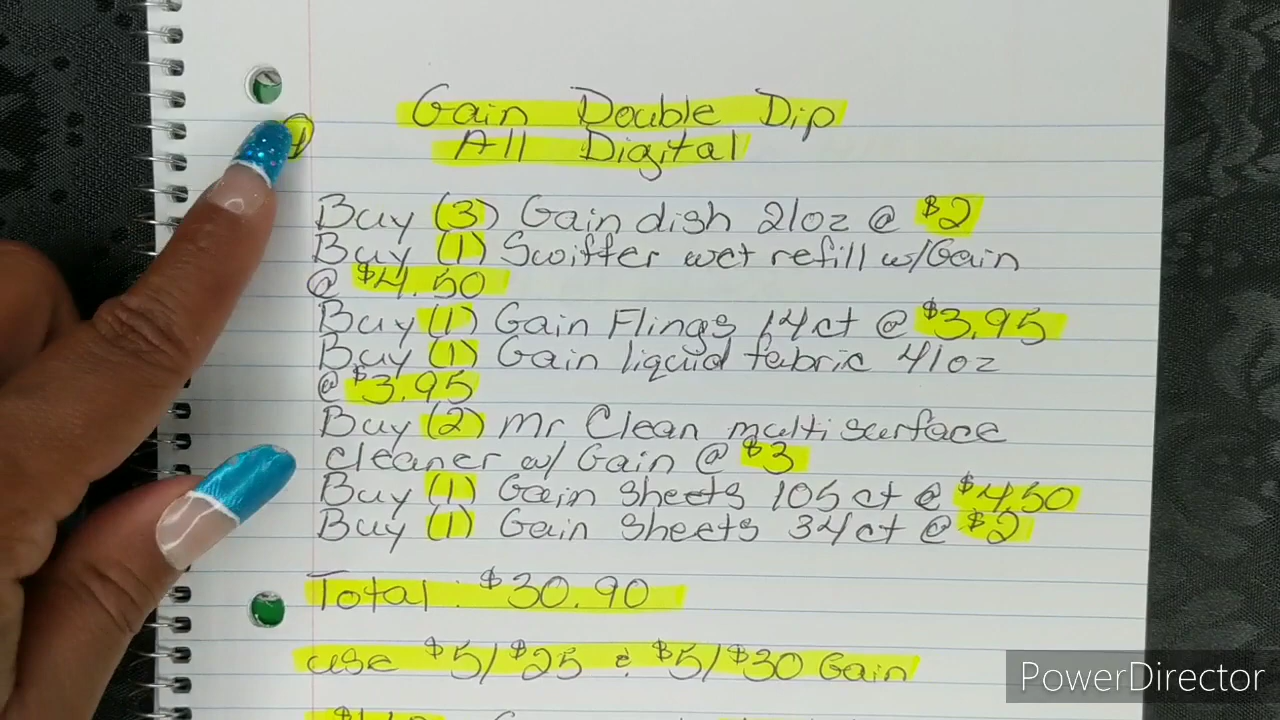 Gain Double Dip
1
All Digital
Buy (3) Gain dish 21oz @ $2
Buy (1) Swiffer wet refill w/Gain
@ $4.50
Buy (1) Gain Flings 14ct @ $3.95
Buy (1) Gain liquid fabric 41oz
@ $3.95
Buy (2) Mr Clean multi surface
cleaner w/ Gain @ $3
Buy (1) Gain sheets 105ct @ $4.50
Buy (1) Gain sheets 34ct @ $2
Total : $30.90
use $5/$25 & $5/$30 Gain
PowerDirector